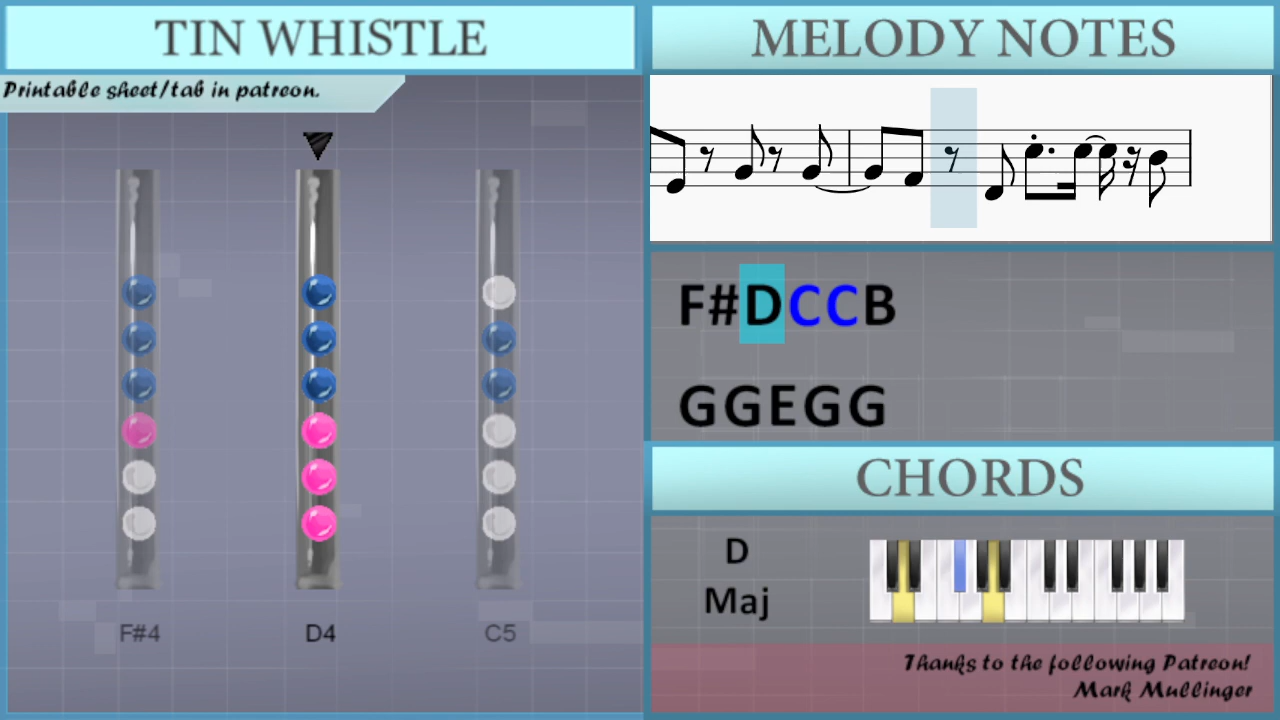 TIN WHISTLE
Printable sheet/tab in patreon.
F#4
D4
C5
MELODY NOTES
F#DCCB
GGEGG
CHORDS
D
Maj
Thanks to the following Patreon!
Mark Mullinger